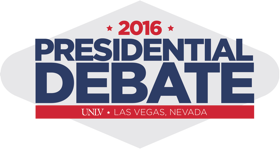 2016
PRESIDENTIAL
DEBATE
UNLV • LAS VEGAS, NEVADA